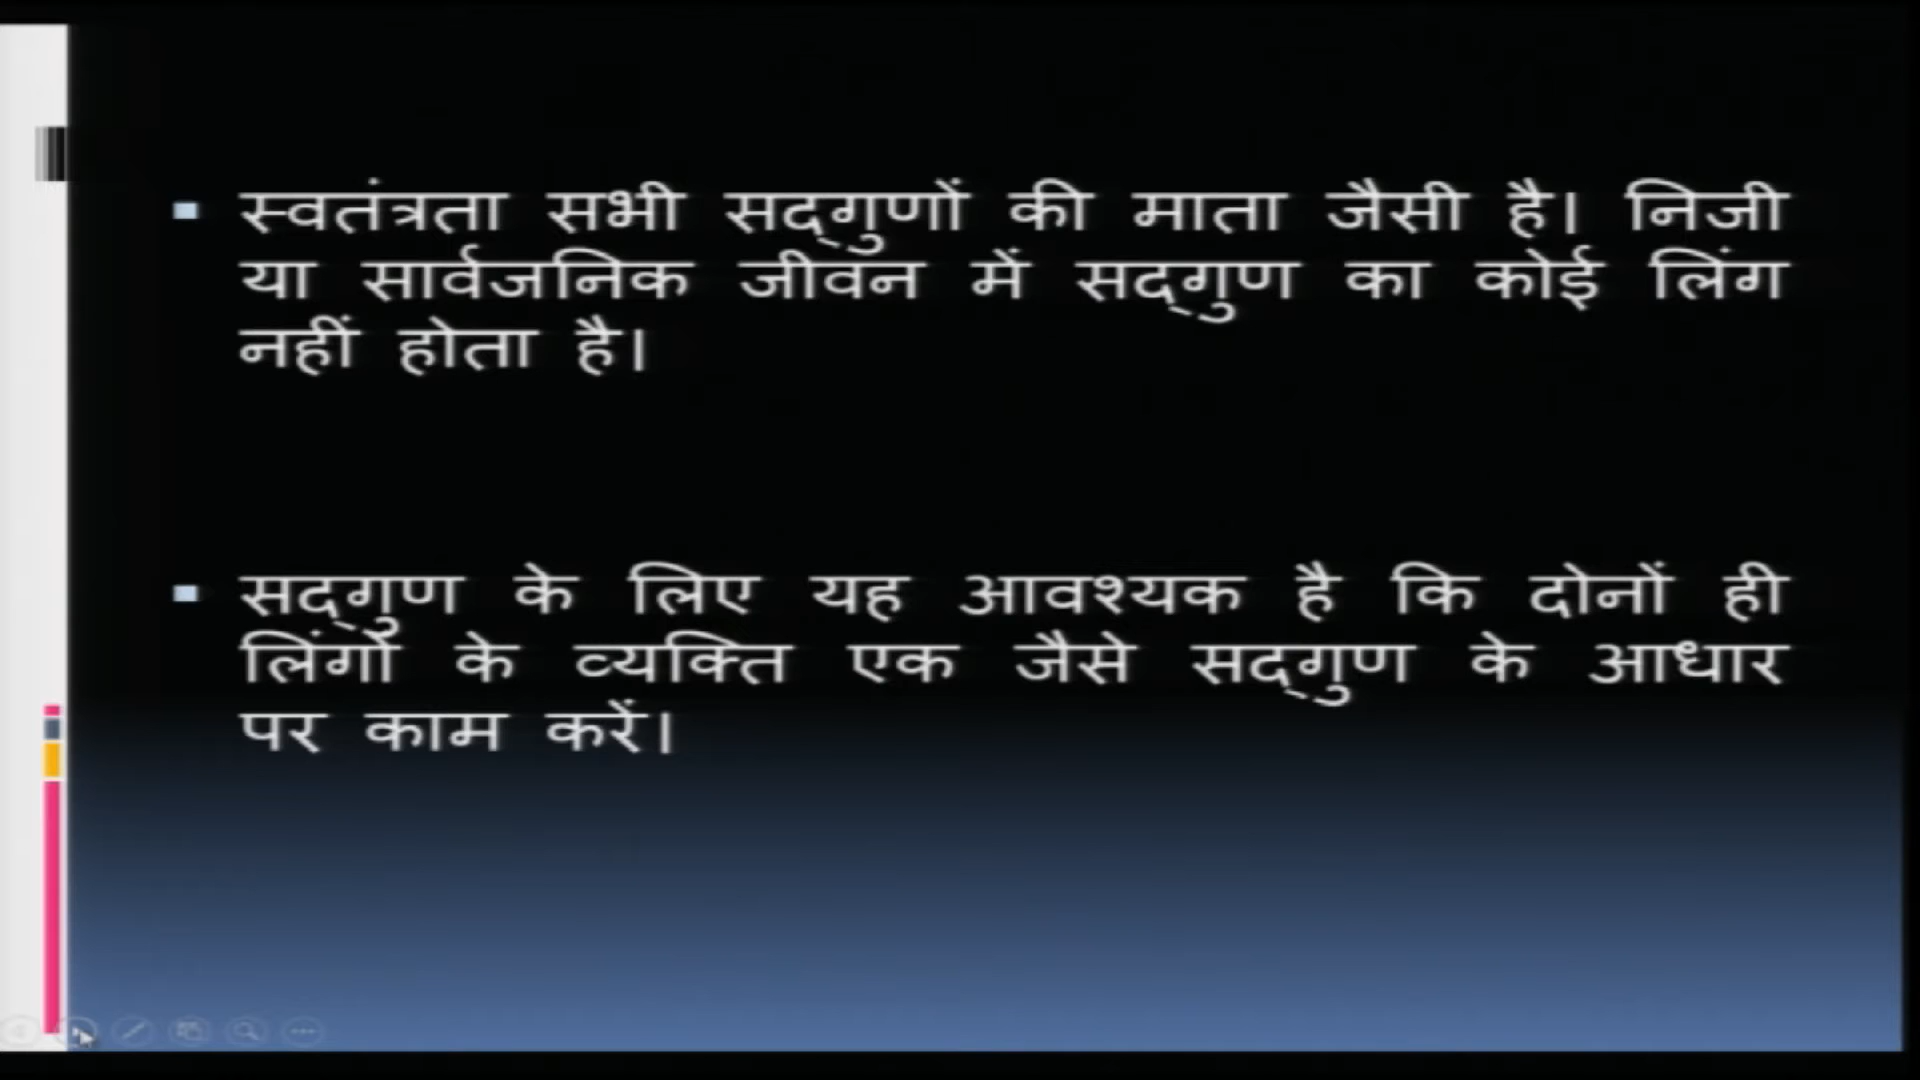 स्वतंत्रता सभी सद्‌गुणों की माता जैसी है। निजी
या सार्वजनिक जीवन में सद्‌गुण का कोई लिंग
नहीं होता है।
सद्‌गुण के लिए यह आवश्यक है कि दोनों ही
लिंगों के व्यक्ति एक जैसे सद्‌गुण के आधार
पर काम करें।